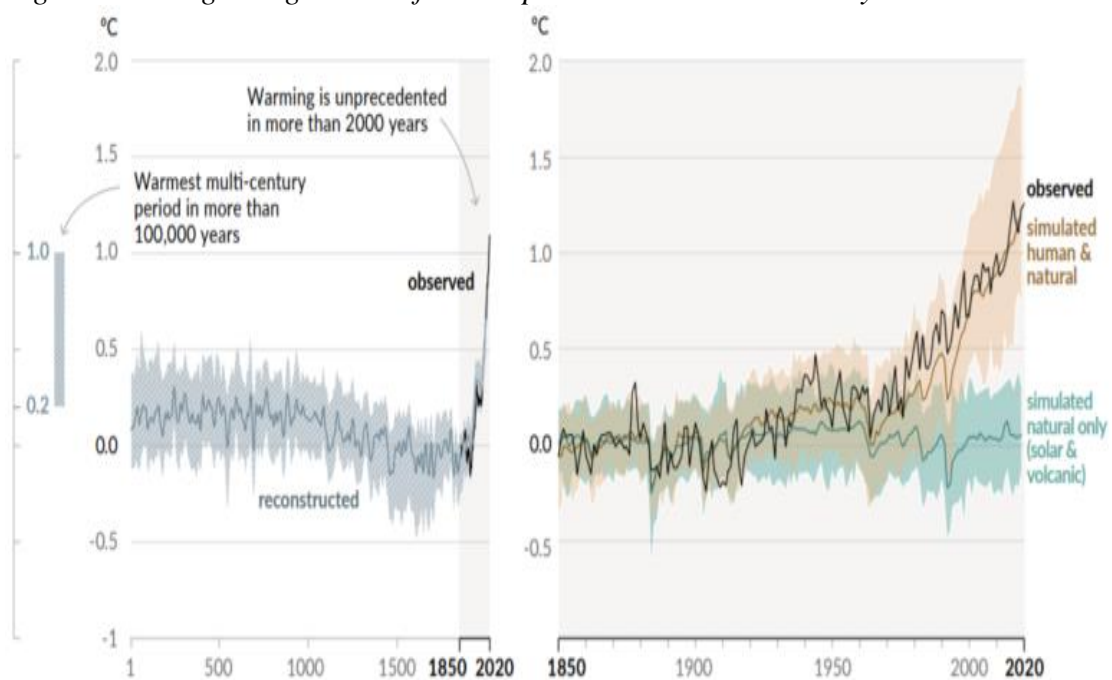 °C
2.0
1.5
1.0
0.5
0.0
-0.5
-1
1.0
0.2
Warming is unprecedented
in more than 2000 years
Warmest multi-century
period in more than
100,000 years
observed
reconstructed
1 500 1000 1500 1850 2020
°C
2.0
1.5
1.0
0.5
0.0
-0.5
observed
simulated
human &
natural
simulated
natural only
(solar &
volcanic)
1850 1900 1950 2000 2020